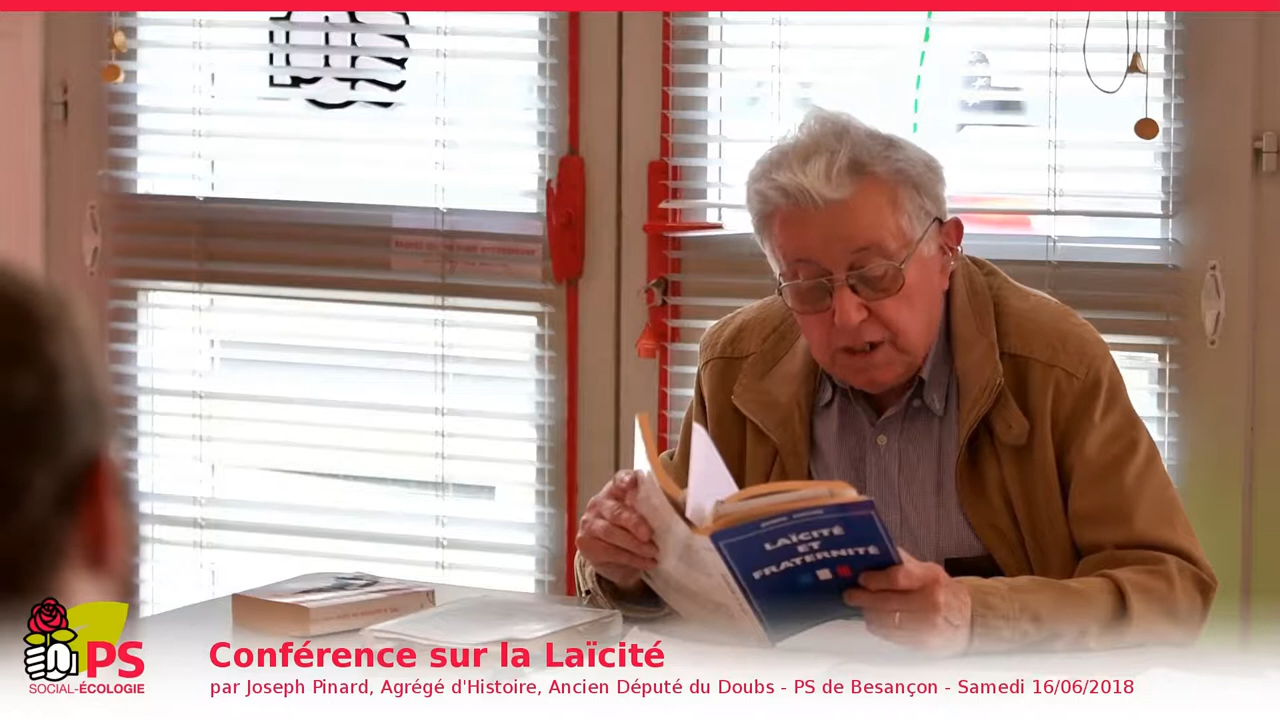 LAÏCITÉ
ET
FRATERNITÉ
PS
SOCIAL-ÉCOLOGIE
Conférence sur la Laïcité
par Joseph Pinard, Agrégé d'Histoire, Ancien Député du Doubs - PS de Besançon - Samedi 16/06/2018